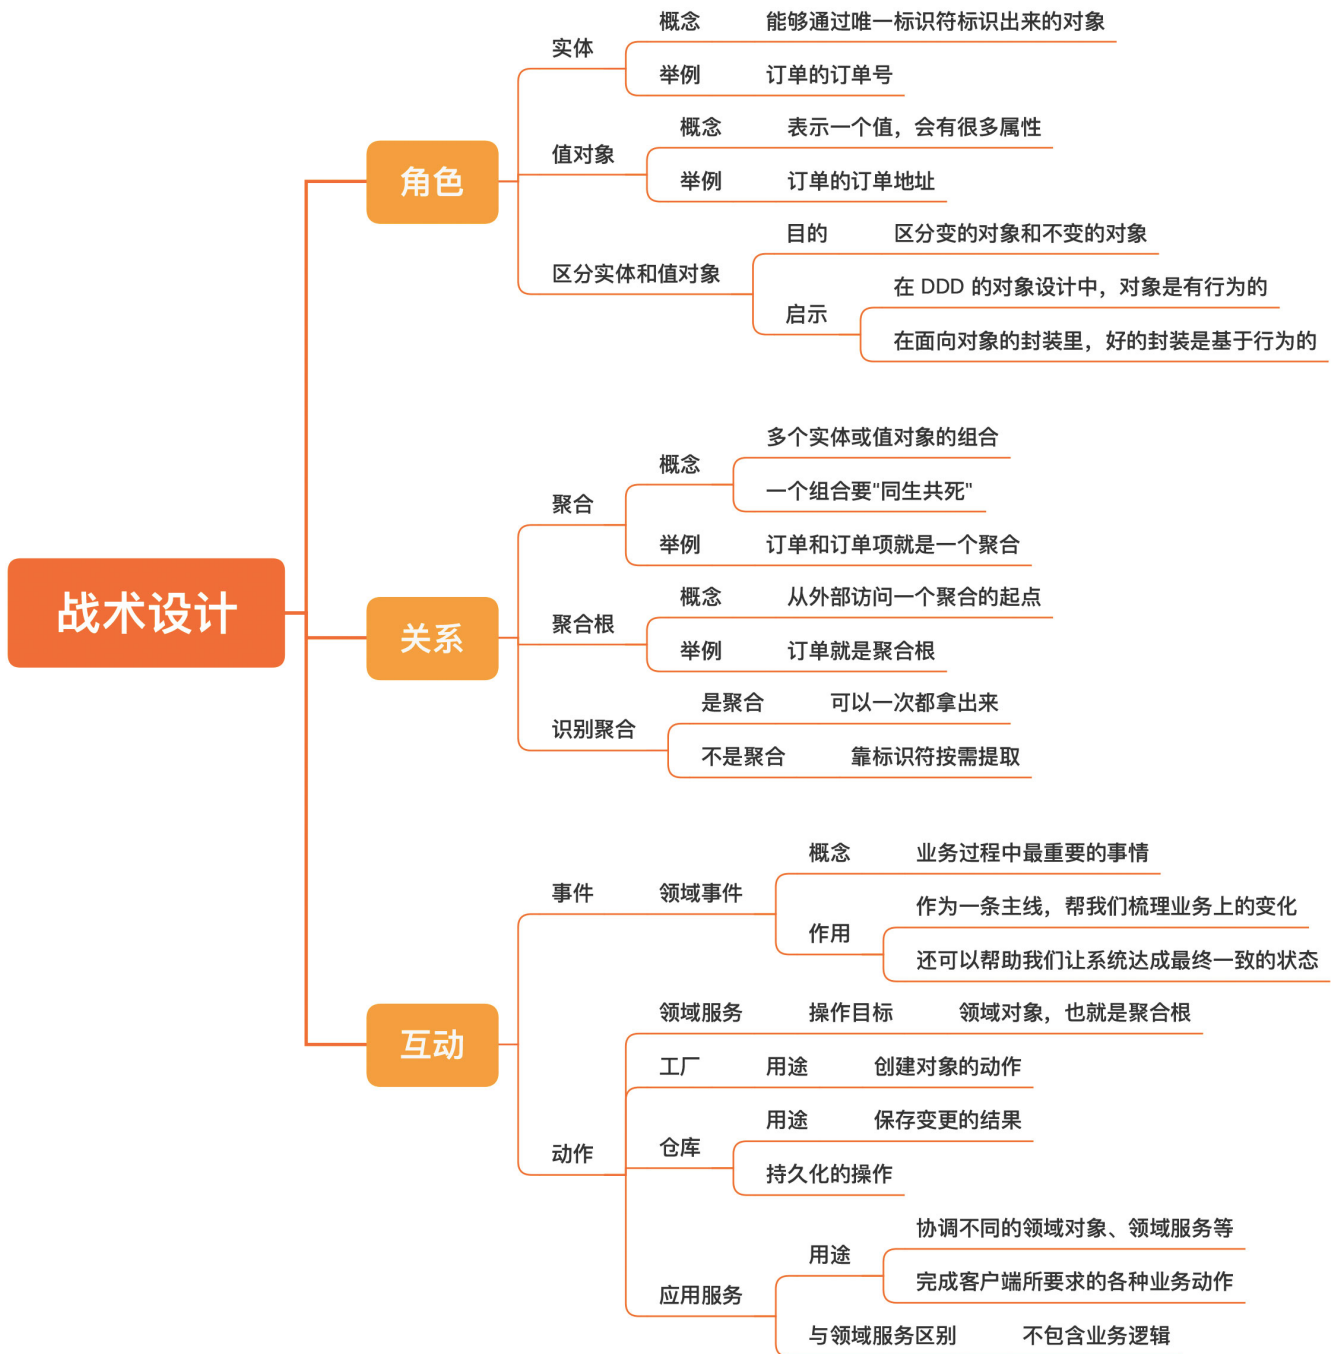 战术设计
角色
实体
概念 能够通过唯一标识符标识出来的对象
举例 订单的订单号
值对象
概念 表示一个值，会有很多属性
举例 订单的订单地址
区分实体和值对象
目的 区分变的对象和不变的对象
启示
在 DDD 的对象设计中，对象是有行为的
在面向对象的封装里，好的封装是基于行为的
关系
聚合
概念
多个实体或值对象的组合
一个组合要"同生共死"
举例 订单和订单项就是一个聚合
聚合根
概念 从外部访问一个聚合的起点
举例 订单就是聚合根
识别聚合
是聚合 可以一次都拿出来
不是聚合 靠标识符按需提取
互动
事件 领域事件
概念 业务过程中最重要的事情
作用
作为一条主线，帮我们梳理业务上的变化
还可以帮助我们让系统达成最终一致的状态
动作
领域服务 操作目标 领域对象，也就是聚合根
工厂 用途 创建对象的动作
仓库
用途 保存变更的结果
持久化的操作
应用服务
用途
协调不同的领域对象、领域服务等
完成客户端所要求的各种业务动作
与领域服务区别 不包含业务逻辑